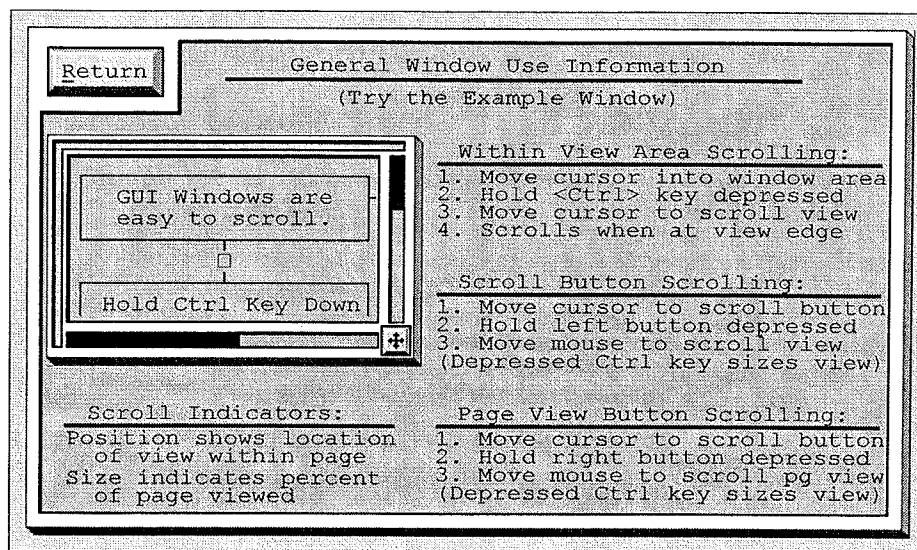 Return
General Window Use Information
(Try the Example Window)
GUI Windows are
easy to scroll.
Hold Ctrl Key Down
Within View Area Scrolling:
1. Move cursor into window area
2. Hold <Ctrl> key depressed
3. Move cursor to scroll view
4. Scrolls when at view edge
Scroll Button Scrolling:
1. Move cursor to scroll button
2. Hold left button depressed
3. Move mouse to scroll view
(Depressed Ctrl key sizes view)
Scroll Indicators:
Position shows location
of view within page
Size indicates percent
of page viewed
Page View Button Scrolling:
1. Move cursor to scroll button
2. Hold right button depressed
3. Move mouse to scroll pg view
(Depressed Ctrl key sizes view)